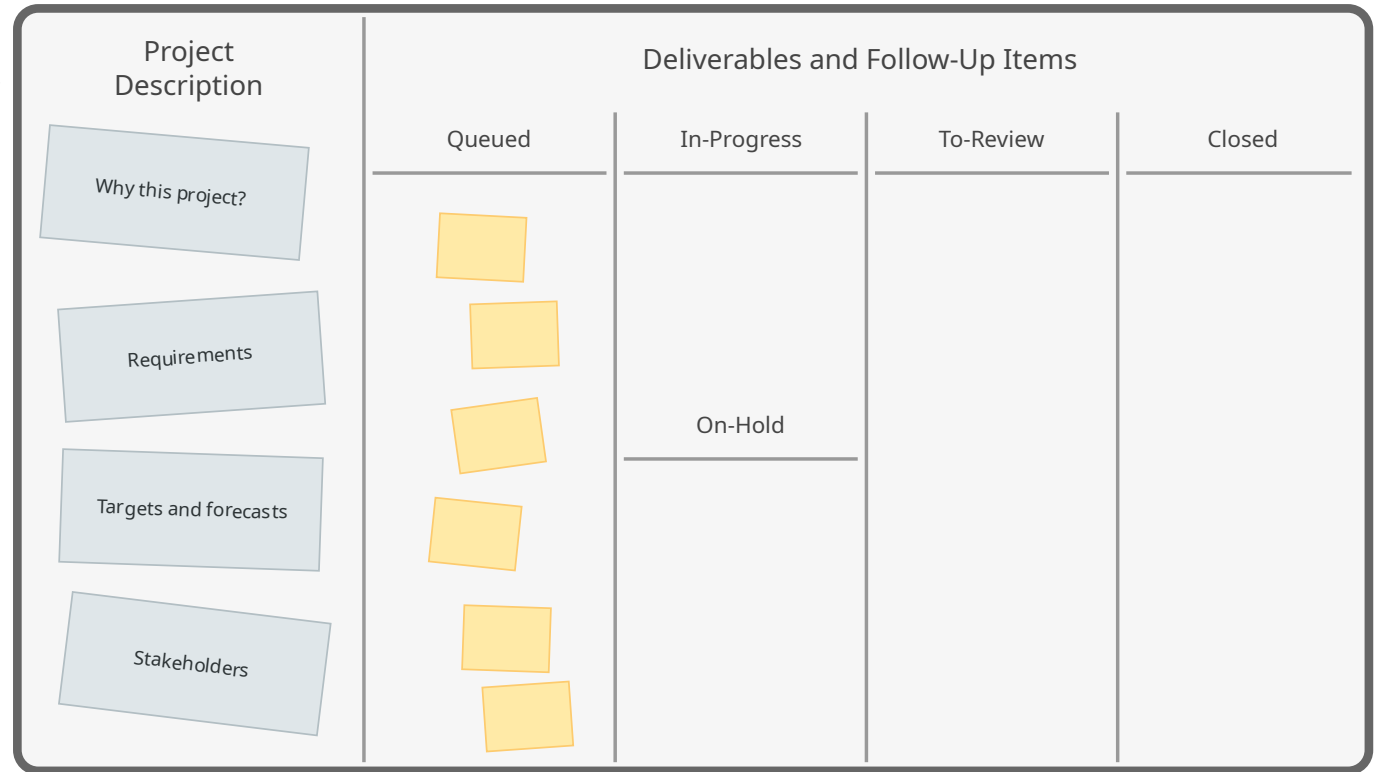 Project
Description
Deliverables and Follow-Up Items
Queued
In-Progress
To-Review
Closed
Why this project?
Requirements
On-Hold
Targets and forecasts
Stakeholders